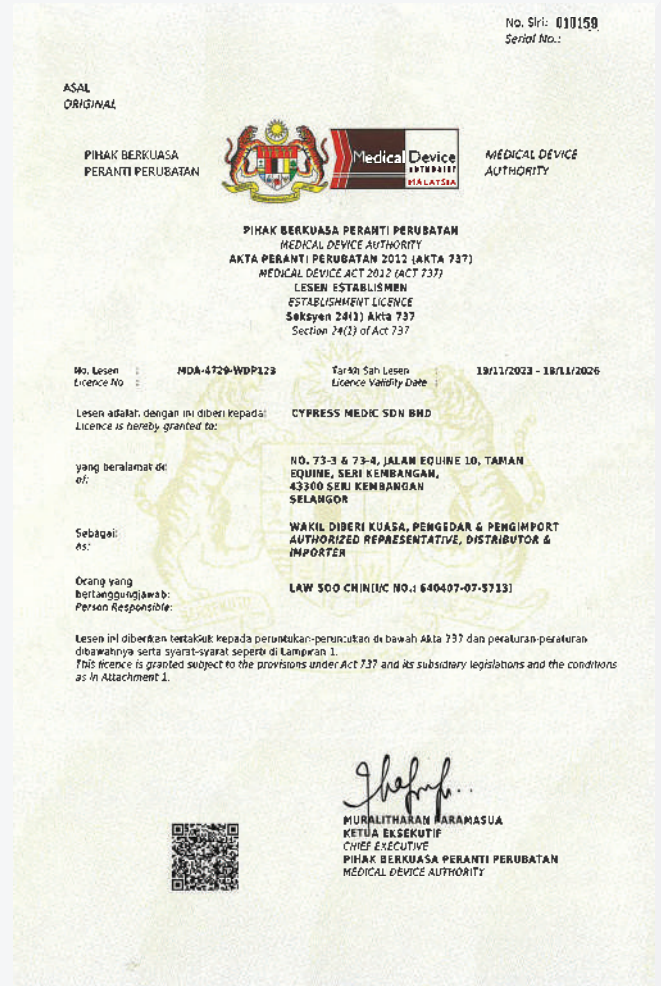 No. Siri: 010159
Serial No.:
ASAL
ORIGINAL
PIHAK BERKUASA
PERANTI PERUBATAN
Medical Device
AUTHORITY
MALAYSIA
MEDICAL DEVICE
AUTHORITY
PIHAK BERKUASA PERANTI PERUBATAN
MEDICAL DEVICE AUTHORITY
AKTA PERANTI PERUBATAN 2012 (AKTA 737)
MEDICAL DEVICE ACT 2012 (ACT 737)
LESEN ESTABLISMEN
ESTABLISHMENT LICENCE
Seksyen 24(1) Akta 737
Section 24(1) of Act 737
No. Lesen : MDA-4729-WDP123 Tarikh Sah Lesen : 19/11/2023 - 18/11/2026
Licence No : Licence Validity Date :
Lesen adalah dengan ini diberi kepada: CYPRESS MEDIC SDN BHD
Licence is hereby granted to:
yang beralamat di: NO. 73-3 & 73-4, JALAN EQUINE 10, TAMAN
of: EQUINE, SERI KEMBANGAN,
43300 SERI KEMBANGAN
SELANGOR
Sebagai: WAKIL DIBERI KUASA, PENGEDAR & PENGIMPORT
as: AUTHORIZED REPRESENTATIVE, DISTRIBUTOR &
IMPORTER
Orang yang
bertanggungjawab: LAW SOO CHIN(I/C NO.: 640407-07-5713)
Person Responsible:
Lesen ini diberikan tertakluk kepada peruntukan-peruntukan di bawah Akta 737 dan peraturan-peraturan
dibawahnya serta syarat-syarat seperti di Lampiran 1.
This licence is granted subject to the provisions under Act 737 and its subsidiary legislations and the conditions
as in Attachment 1.
MURALITHARAN PARAMASUA
KETUA EKSEKUTIF
CHIEF EXECUTIVE
PIHAK BERKUASA PERANTI PERUBATAN
MEDICAL DEVICE AUTHORITY